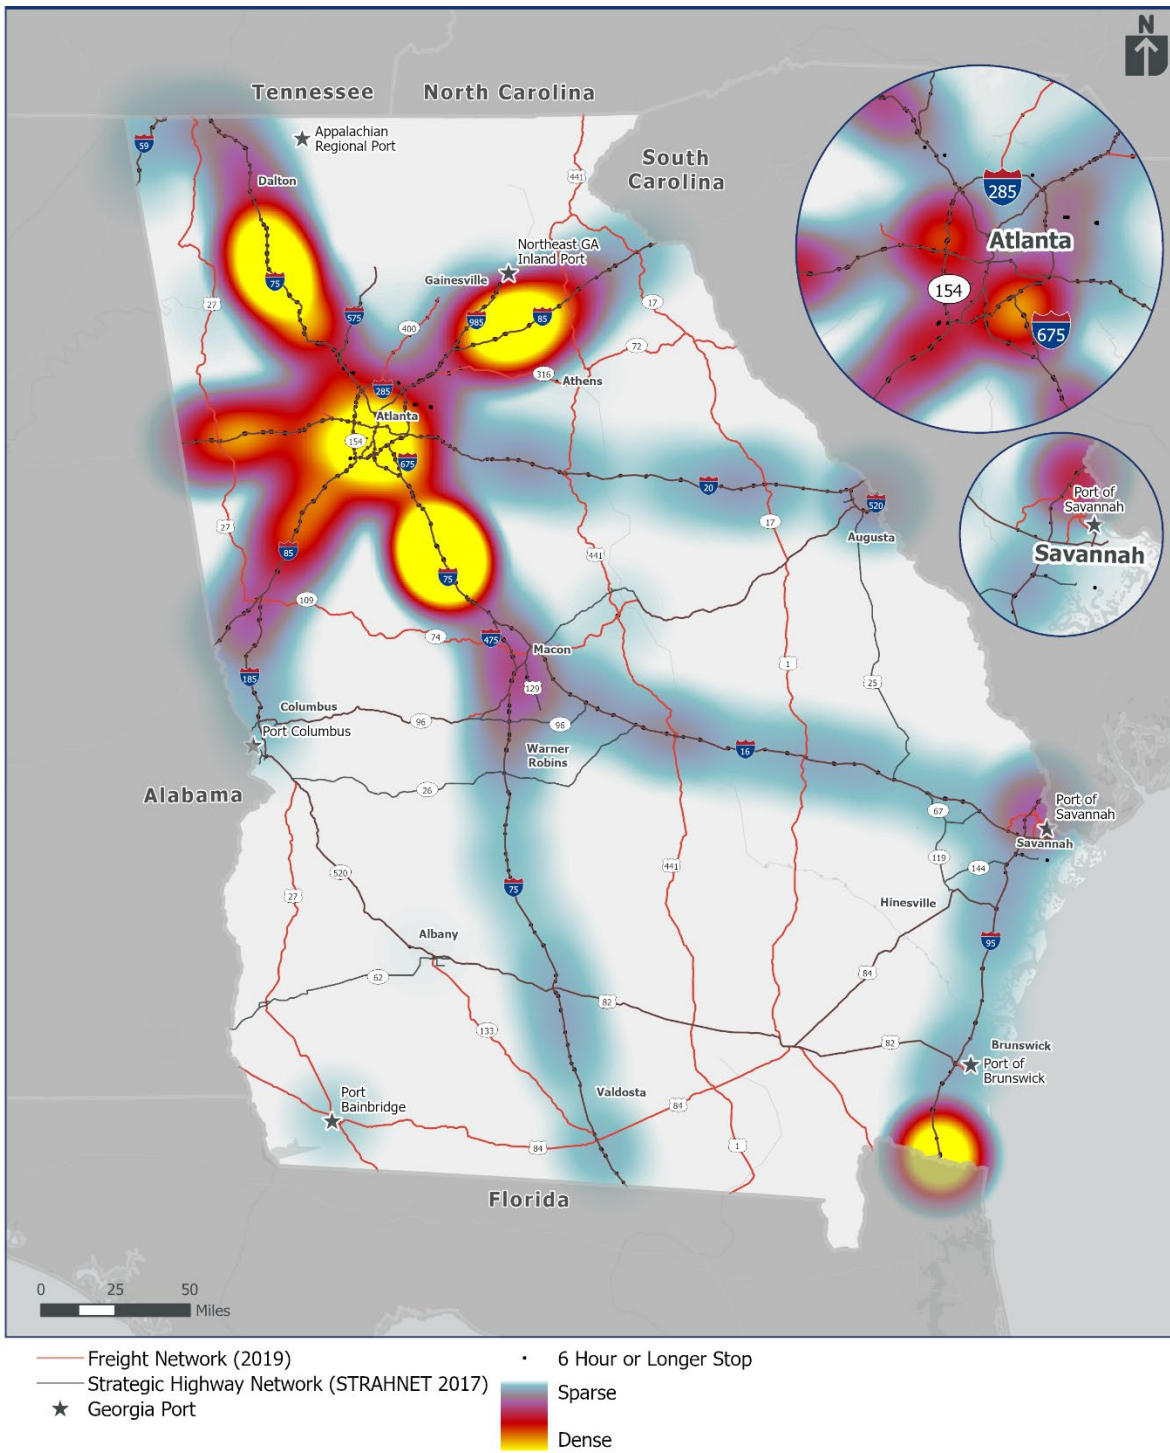 N
Tennessee
North Carolina
Appalachian
Regional Port
59
South
Carolina
441
Dalton
285
Atlanta
154
675
Northeast GA
Inland Port
Gainesville
75
27
575
400
985
85
17
72
316
Athens
285
Atlanta
154
675
Port of
Savannah
Savannah
20
520
Augusta
17
27
85
441
75
109
74
475
Macon
129
1
25
185
Columbus
Port Columbus
96
96
Warner
Robins
16
Alabama
26
67
Port of
Savannah
Savannah
119
144
520
441
75
27
Hinesville
95
Albany
62
84
82
133
82
Brunswick
Port of
Brunswick
Port
Bainbridge
Valdosta
84
84
1
Florida
0 25 50
Miles
Freight Network (2019)
Strategic Highway Network (STRAHNET 2017)
Georgia Port
6 Hour or Longer Stop
Sparse
Dense